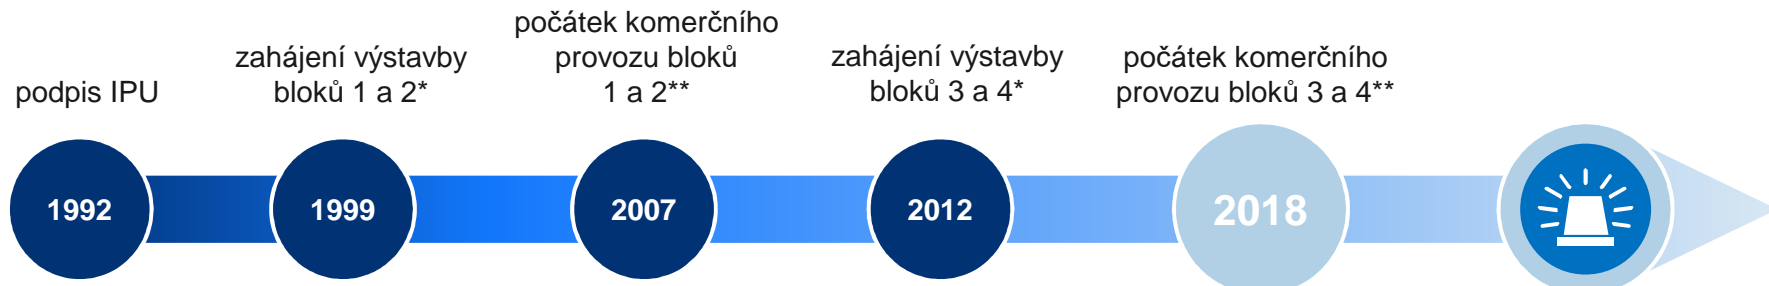 podpis IPU
zahájení výstavby
bloků 1 a 2*
počátek komerčního
provozu bloků
1 a 2**
zahájení výstavby
bloků 3 a 4*
počátek komerčního
provozu bloků 3 a 4**
1992
1999
2007
2012
2018